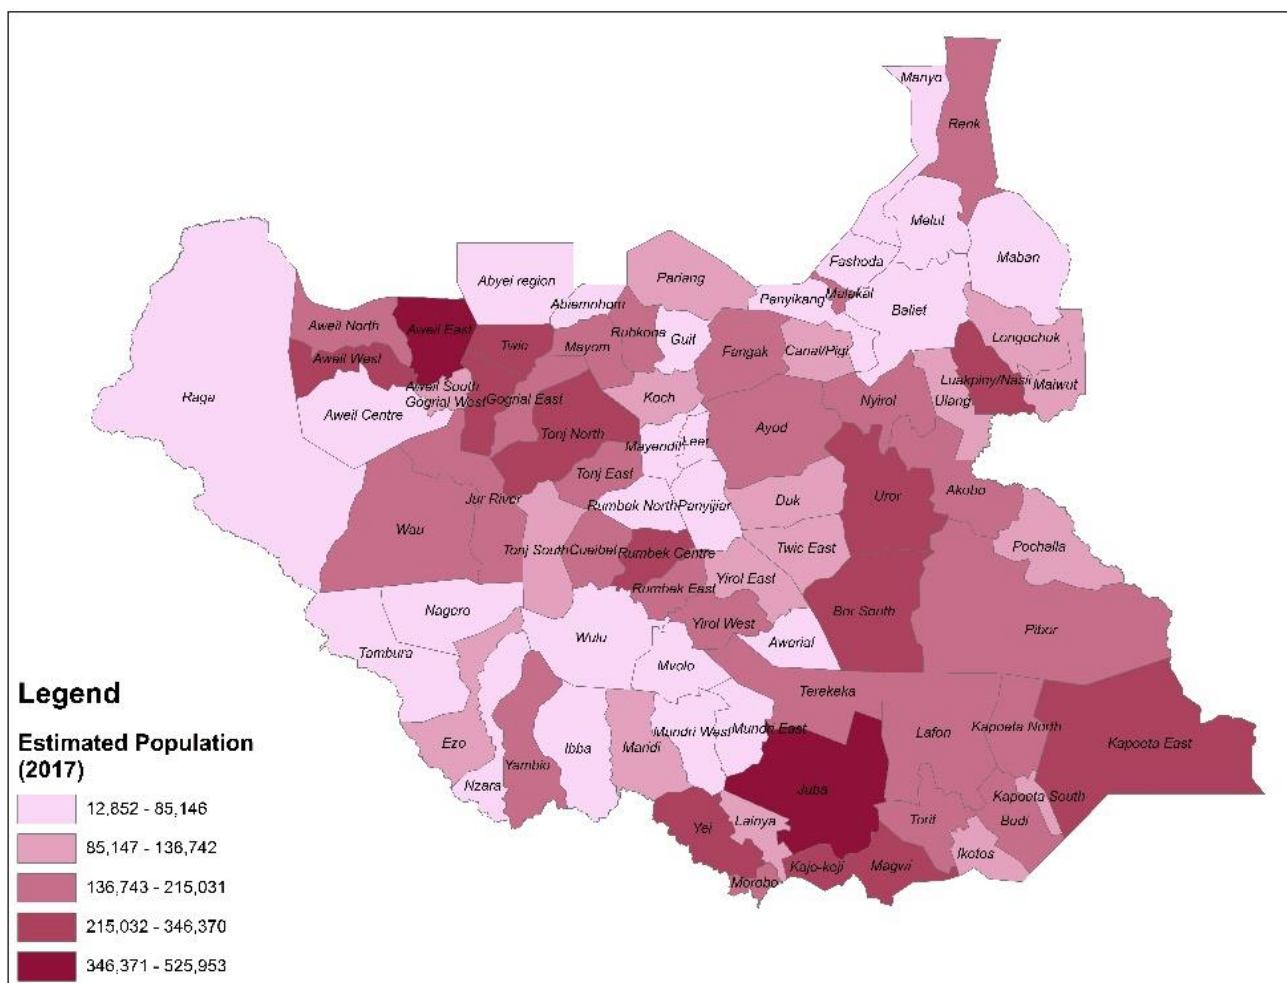 Manyo
Renk
Melut
Maban
Fashoda
Abyei region
Pariang
Abiemnhom
Panyikang
Malakal
Baliet
Aweil North
Aweil East
Rubkona
Guit
Longochuk
Twic
Mayom
Fangak
Canal/Pigi
Aweil West
Luakpiny/Nasir
Maiwut
Aweil South
Raga
Gogrial West
Gogrial East
Koch
Nyirol
Ulang
Aweil Centre
Tonj North
Ayod
Mayendit
Leer
Tonj East
Akobo
Jur River
Rumbek North
Panyijiar
Duk
Uror
Wau
Tonj South
Cueibet
Rumbek Centre
Twic East
Pochalla
Rumbek East
Yirol East
Nagero
Bor South
Yirol West
Pibor
Wulu
Awerial
Tambura
Mvolo
Terekeka
Mundri West
Mundri East
Kapoeta North
Lafon
Ezo
Ibba
Maridi
Kapoeta East
Yambio
Nzara
Juba
Kapoeta South
Lainya
Torit
Budi
Yei
Ikotos
Kajo-keji
Magwi
Morobo
Legend
Estimated Population
(2017)
12,852 - 85,146
85,147 - 136,742
136,743 - 215,031
215,032 - 346,370
346,371 - 525,953